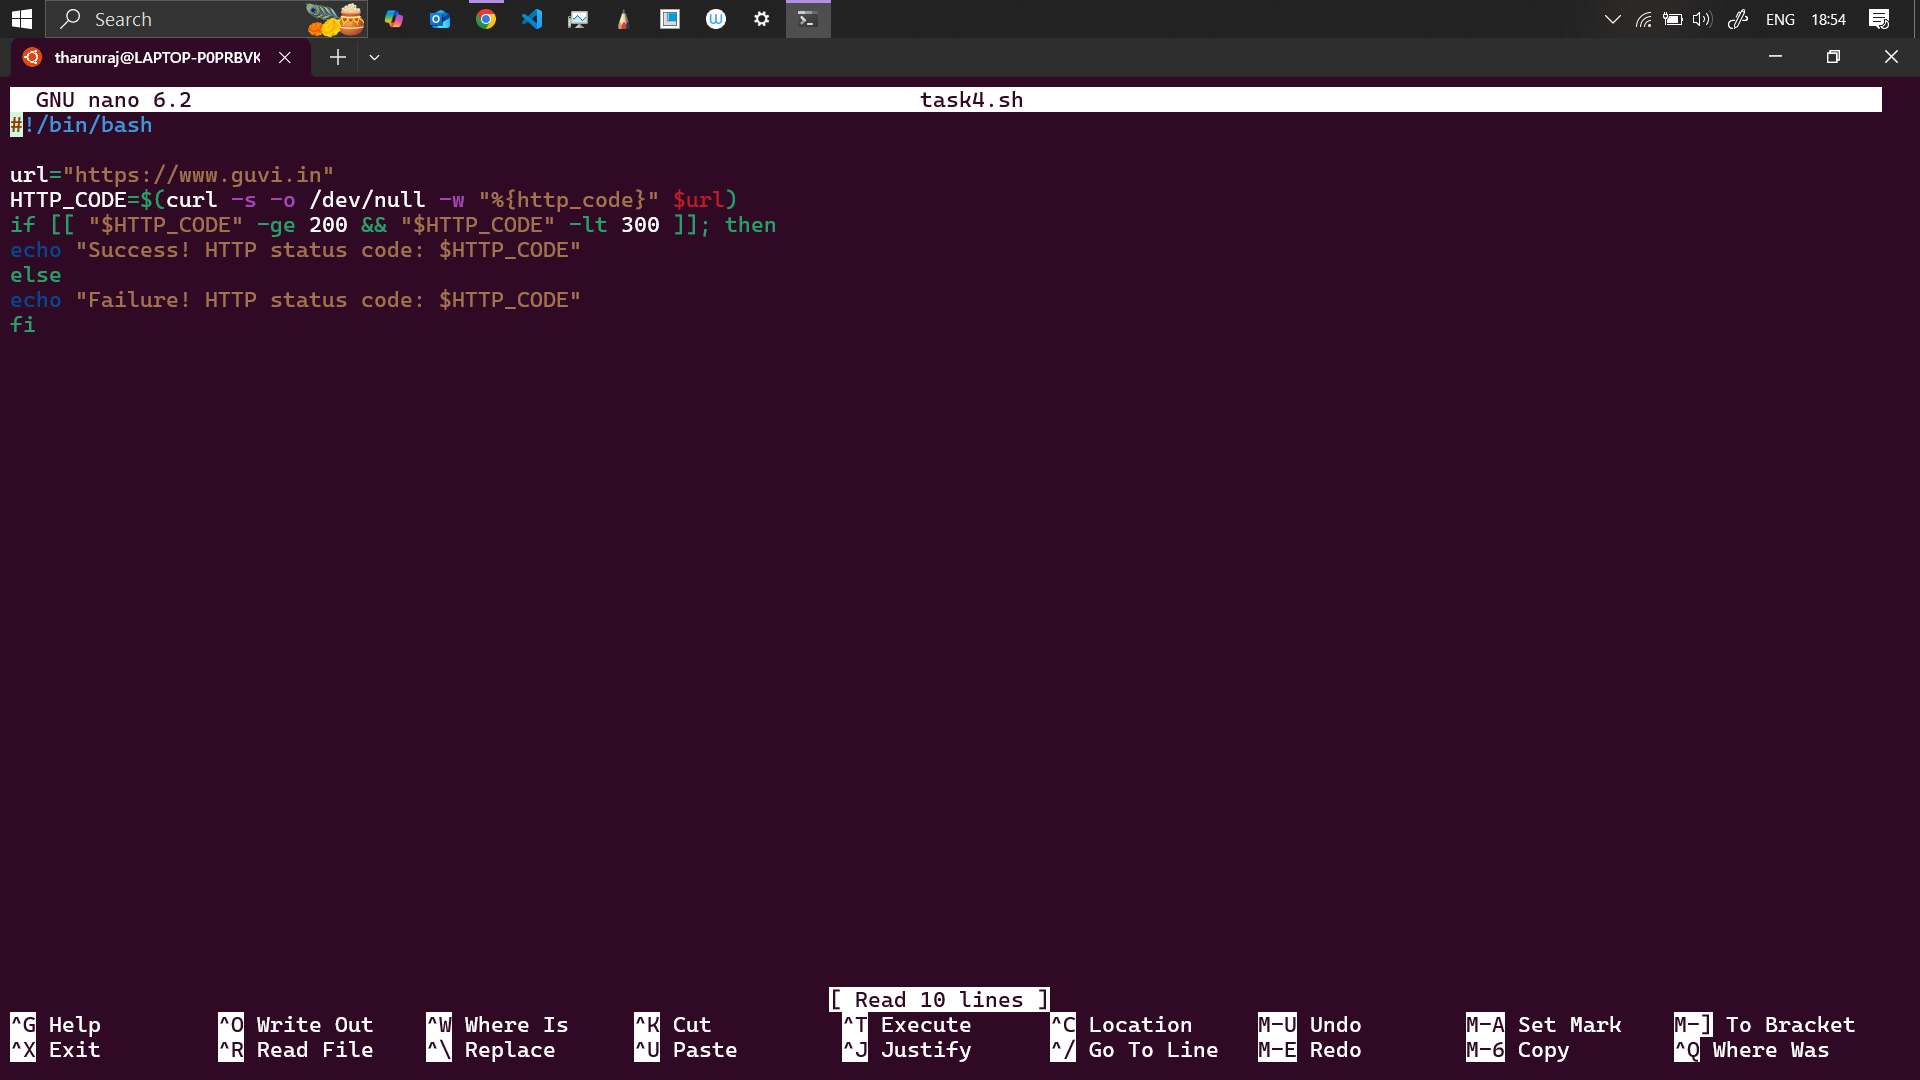 Search
ENG 18:54
tharunraj@LAPTOP-P0PRBVK
GNU nano 6.2 task4.sh
#!/bin/bash
url="https://www.guvi.in"
HTTP_CODE=$(curl -s -o /dev/null -w "%{http_code}" $url)
if [[ "$HTTP_CODE" -ge 200 && "$HTTP_CODE" -lt 300 ]]; then
echo "Success! HTTP status code: $HTTP_CODE"
else
echo "Failure! HTTP status code: $HTTP_CODE"
fi
[ Read 10 lines ]
^G Help ^O Write Out ^W Where Is ^K Cut ^T Execute ^C Location M-U Undo M-A Set Mark M-] To Bracket
^X Exit ^R Read File ^\ Replace ^U Paste ^J Justify ^/ Go To Line M-E Redo M-6 Copy ^Q Where Was